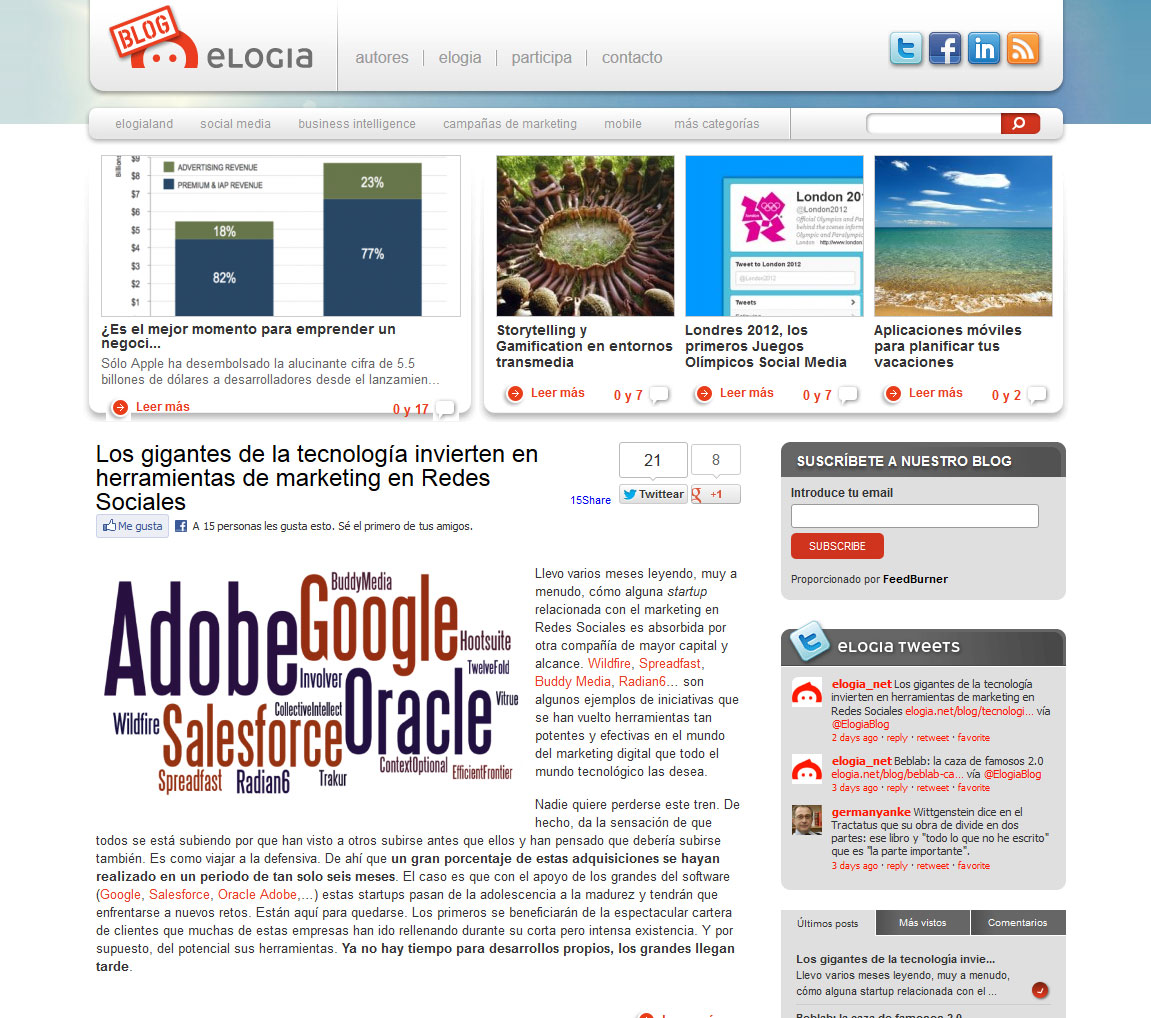 BLOG
eLOGIA
autores
elogia
participa
contacto
elogialand
social media
business intelligence
campañas de marketing
mobile
más categorías
Billions
$9
$8
$7
$6
$5
$4
$3
$2
$1
ADVERTISING REVENUE
PREMIUM & IAP REVENUE
18%
82%
23%
77%
¿Es el mejor momento para emprender un
negoci...
Sólo Apple ha desembolsado la alucinante cifra de 5.5
billones de dólares a desarrolladores desde el lanzamien...
Leer más
0 y 17
Storytelling y
Gamification en entornos
transmedia
Leer más
0 y 7
London 20
@London2012
Official Olympics and Pa
behind the scenes inform
Olympic and Paralympic
London http://www.london
Tweet to London 2012
@London2012
Tweets
Londres 2012, los
primeros Juegos
Olímpicos Social Media
Leer más
0 y 7
Aplicaciones móviles
para planificar tus
vacaciones
Leer más
0 y 2
Los gigantes de la tecnología invierten en
herramientas de marketing en Redes
Sociales
15Share
21
Twittear
8
+1
Me gusta
A 15 personas les gusta esto. Sé el primero de tus amigos.
Adobe
BuddyMedia
Google
Hootsuite
TwelveFold
Involver
CollectiveIntellect
Oracle
Vitrue
Wildfire
Salesforce
ContextOptional
EfficientFrontier
Spreadfast
Radian6
Trakur
Llevo varios meses leyendo, muy a
menudo, cómo alguna startup
relacionada con el marketing en
Redes Sociales es absorbida por
otra compañía de mayor capital y
alcance. Wildfire, Spreadfast,
Buddy Media, Radian6… son
algunos ejemplos de iniciativas que
se han vuelto herramientas tan
potentes y efectivas en el mundo
del marketing digital que todo el
mundo tecnológico las desea.
Nadie quiere perderse este tren. De
hecho, da la sensación de que
todos se está subiendo por que han visto a otros subirse antes que ellos y han pensado que debería subirse
también. Es como viajar a la defensiva. De ahí que un gran porcentaje de estas adquisiciones se hayan
realizado en un periodo de tan solo seis meses. El caso es que con el apoyo de los grandes del software
(Google, Salesforce, Oracle Adobe,…) estas startups pasan de la adolescencia a la madurez y tendrán que
enfrentarse a nuevos retos. Están aquí para quedarse. Los primeros se beneficiarán de la espectacular cartera
de clientes que muchas de estas empresas han ido rellenando durante su corta pero intensa existencia. Y por
supuesto, del potencial sus herramientas. Ya no hay tiempo para desarrollos propios, los grandes llegan
tarde.
SUSCRÍBETE A NUESTRO BLOG
Introduce tu email
SUBSCRIBE
Proporcionado por FeedBurner
eLOGIA TWEETS
elogia_net Los gigantes de la tecnología
invierten en herramientas de marketing en
Redes Sociales elogia.net/blog/tecnologi… vía
@ElogiaBlog
2 days ago · reply · retweet · favorite
elogia_net Beblab: la caza de famosos 2.0
elogia.net/blog/beblab-ca… vía @ElogiaBlog
3 days ago · reply · retweet · favorite
germanyanke Wittgenstein dice en el
Tractatus que su obra de divide en dos
partes: ese libro y "todo lo que no he escrito"
que es "la parte importante".
3 days ago · reply · retweet · favorite
Últimos posts
Más vistos
Comentarios
Los gigantes de la tecnología invie...
Llevo varios meses leyendo, muy a menudo,
cómo alguna startup relacionada con el ...
Beblab: la caza de famosos 2.0